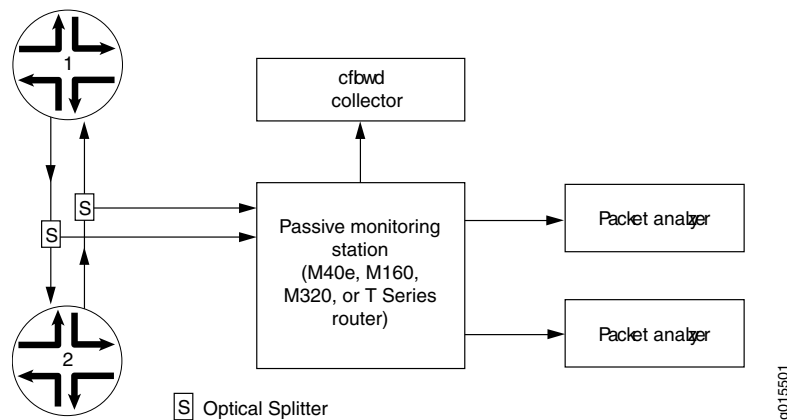 1
cfbwd
collector
S
S
Passive monitoring
station
(M40e, M160,
M320, or T Series
router)
Packet analyzer
Packet analyzer
2
S Optical Splitter
g015501